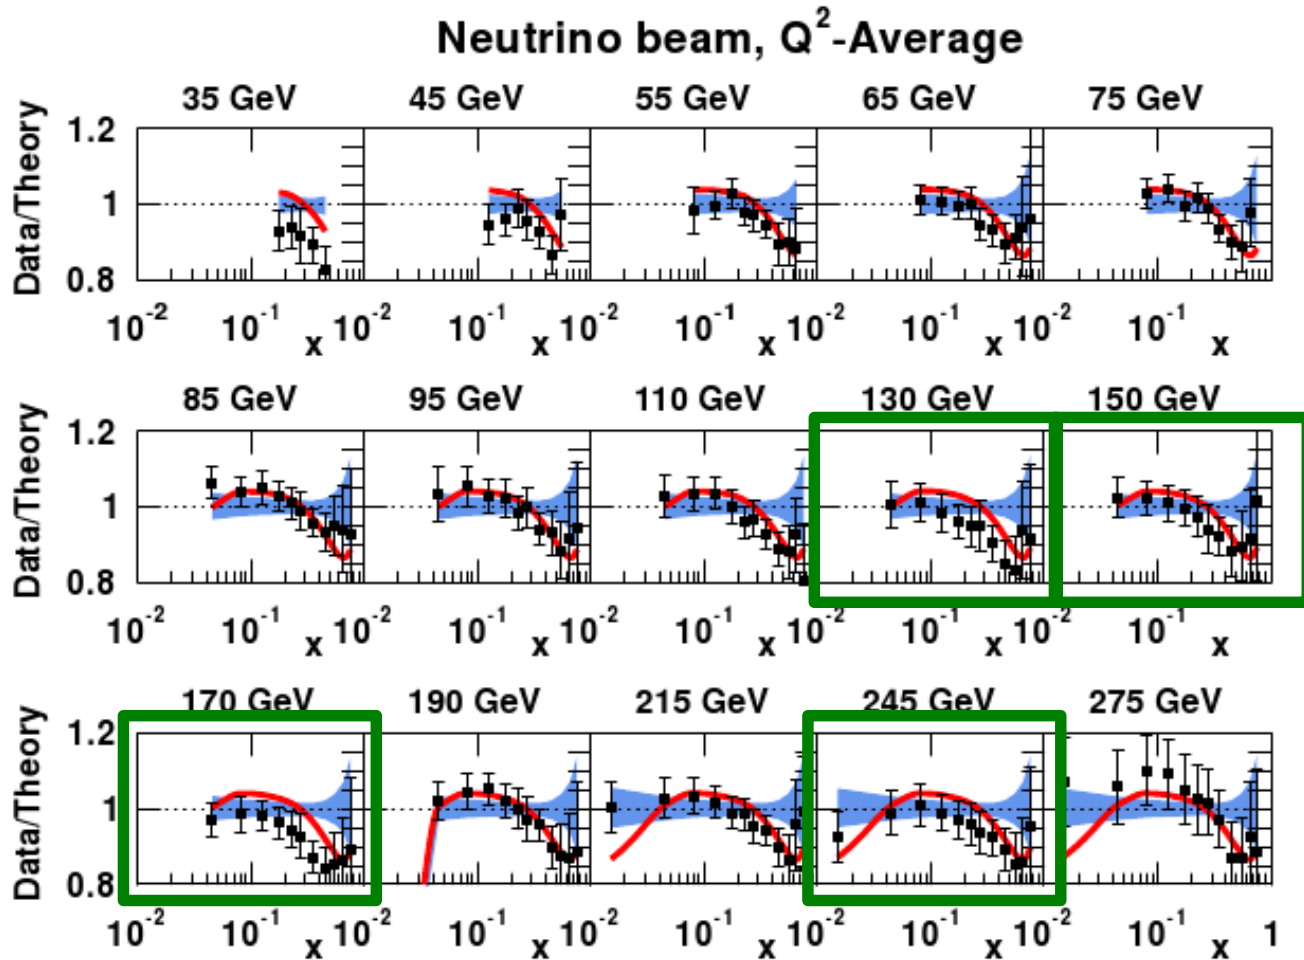 Neutrino beam, Q²-Average
35 GeV 45 GeV 55 GeV 65 GeV 75 GeV
Data/Theory
1.2
1
0.8
10⁻² 10⁻¹ x 10⁻² 10⁻¹ x 10⁻² 10⁻¹ x 10⁻² 10⁻¹ x 10⁻² 10⁻¹ x
85 GeV 95 GeV 110 GeV 130 GeV 150 GeV
Data/Theory
1.2
1
0.8
10⁻² 10⁻¹ x 10⁻² 10⁻¹ x 10⁻² 10⁻¹ x 10⁻² 10⁻¹ x 10⁻² 10⁻¹ x
170 GeV 190 GeV 215 GeV 245 GeV 275 GeV
Data/Theory
1.2
1
0.8
10⁻² 10⁻¹ x 10⁻² 10⁻¹ x 10⁻² 10⁻¹ x 10⁻² 10⁻¹ x 10⁻² 10⁻¹ x 1